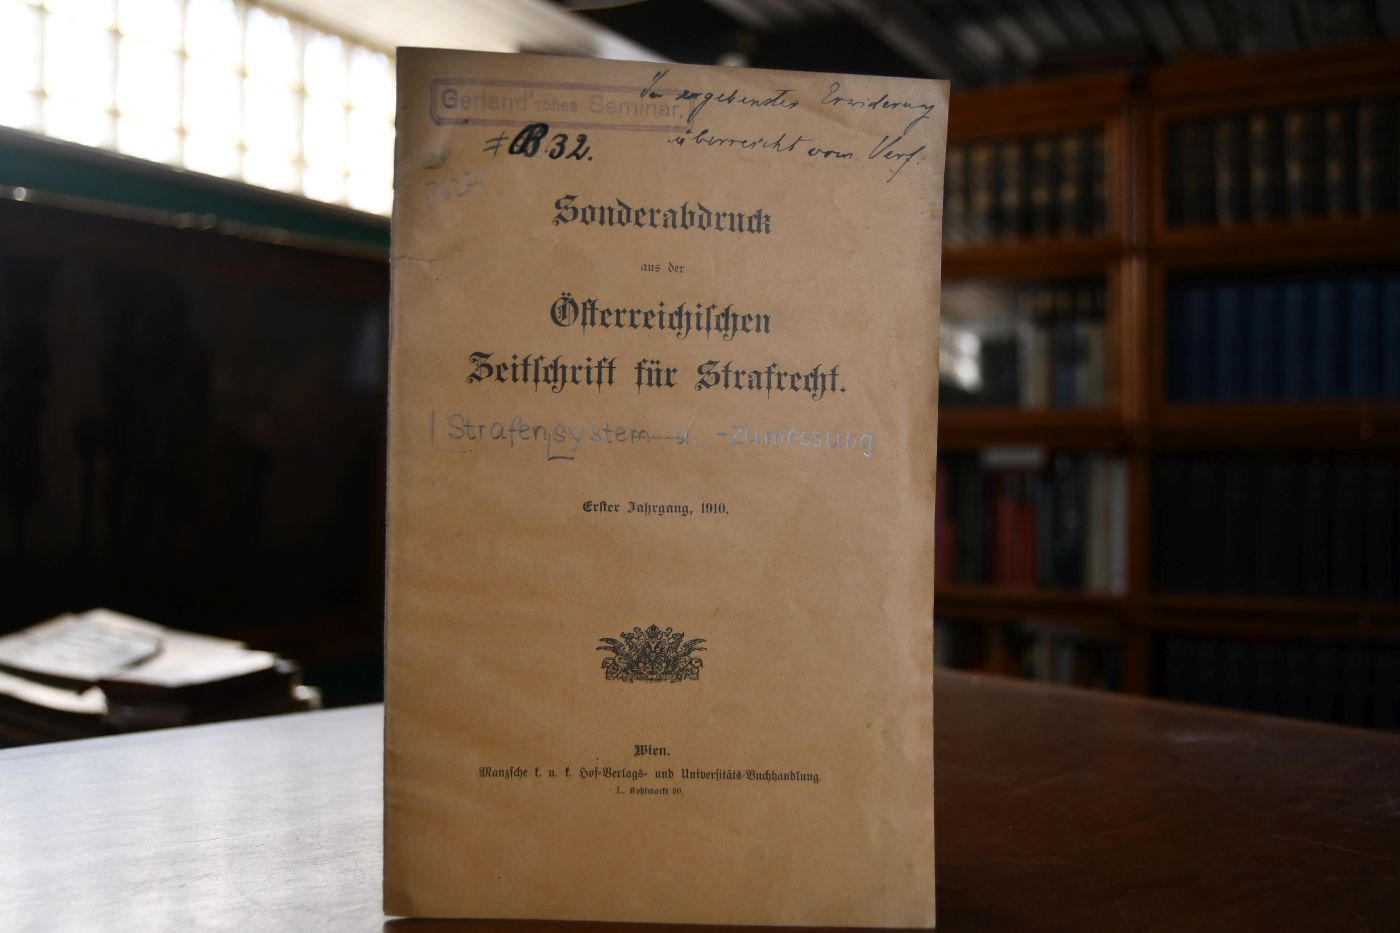 Gerland'sches Seminar.
In ergebenster Erwiderung
überreicht vom Verf.
# B 32.
Sonderabdruck
aus der
Öſterreichiſchen
Zeitſchrift für Strafrecht.
Strafensystem u. -zumessung
Erſter Jahrgang, 1910.
Wien.
Manzſche k. u. k. Hof-Verlags- und Univerſitäts-Buchhandlung.
I., Kohlmarkt 20.